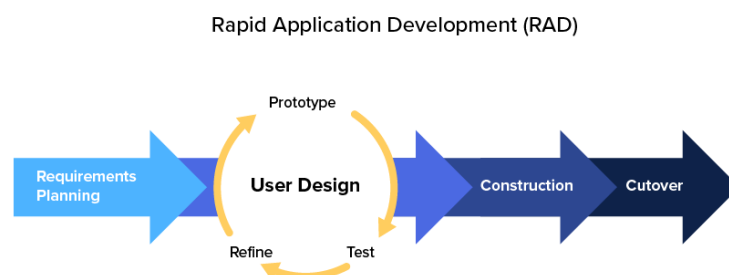 Rapid Application Development (RAD)
Prototype
Requirements
Planning
User Design
Construction
Cutover
Refine
Test